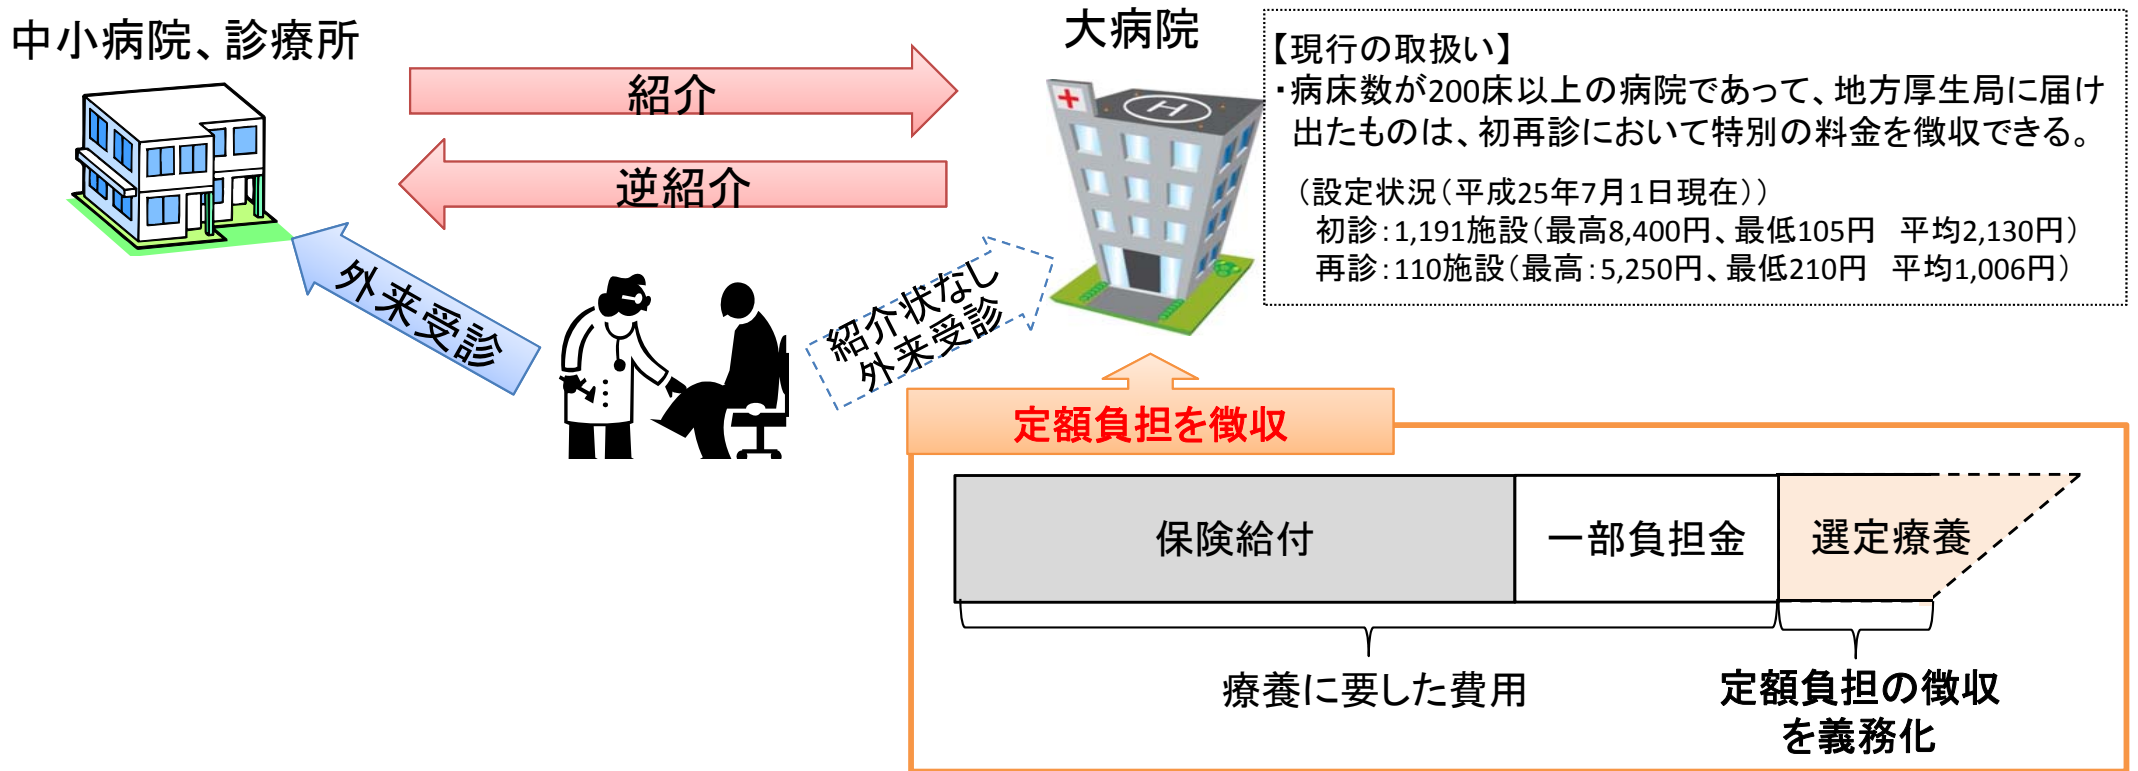 中小病院、診療所
大病院
紹介
逆紹介
外来受診
紹介状なし
外来受診
H
【現行の取扱い】
・病床数が200床以上の病院であって、地方厚生局に届け
出たものは、初再診において特別の料金を徴収できる。
（設定状況（平成25年7月1日現在））
初診：1,191施設（最高8,400円、最低105円　平均2,130円）
再診：110施設（最高：5,250円、最低210円　平均1,006円）
定額負担を徴収
保険給付
一部負担金
選定療養
療養に要した費用
定額負担の徴収
を義務化